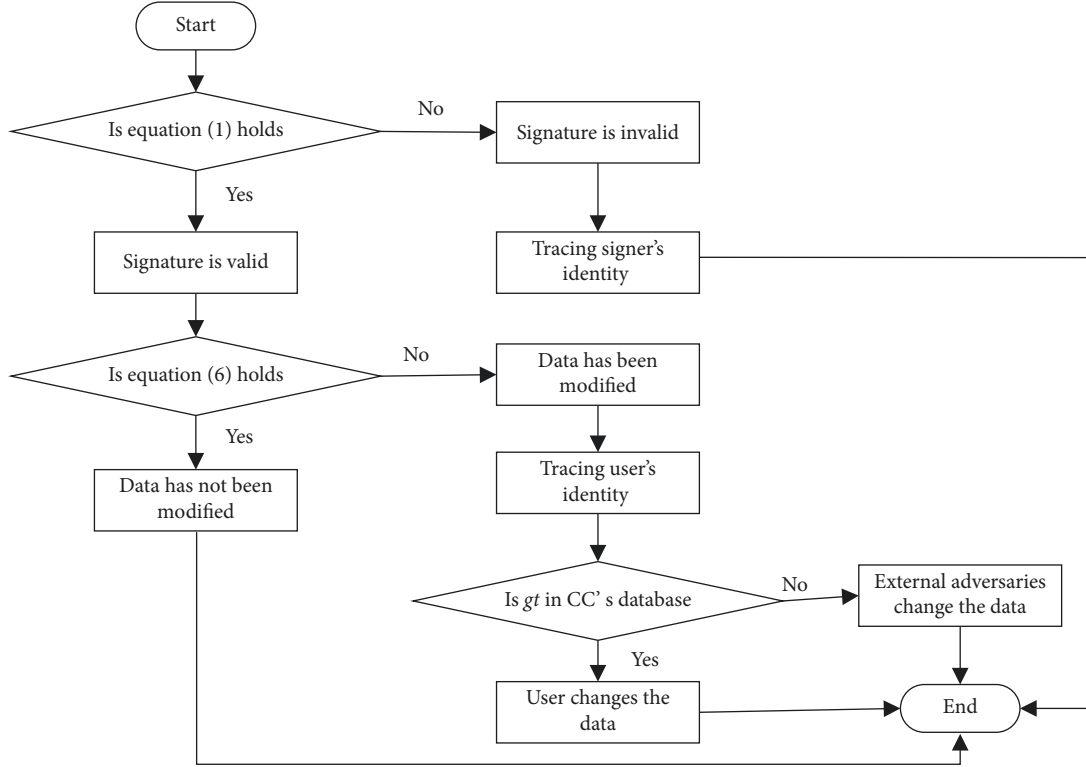 Start
Is equation (1) holds
No
Signature is invalid
Yes
Tracing signer's
identity
Signature is valid
Is equation (6) holds
No
Data has been
modified
Yes
Data has not been
modified
Tracing user's
identity
Is gt in CC' s database
No
External adversaries
change the data
Yes
User changes the
data
End